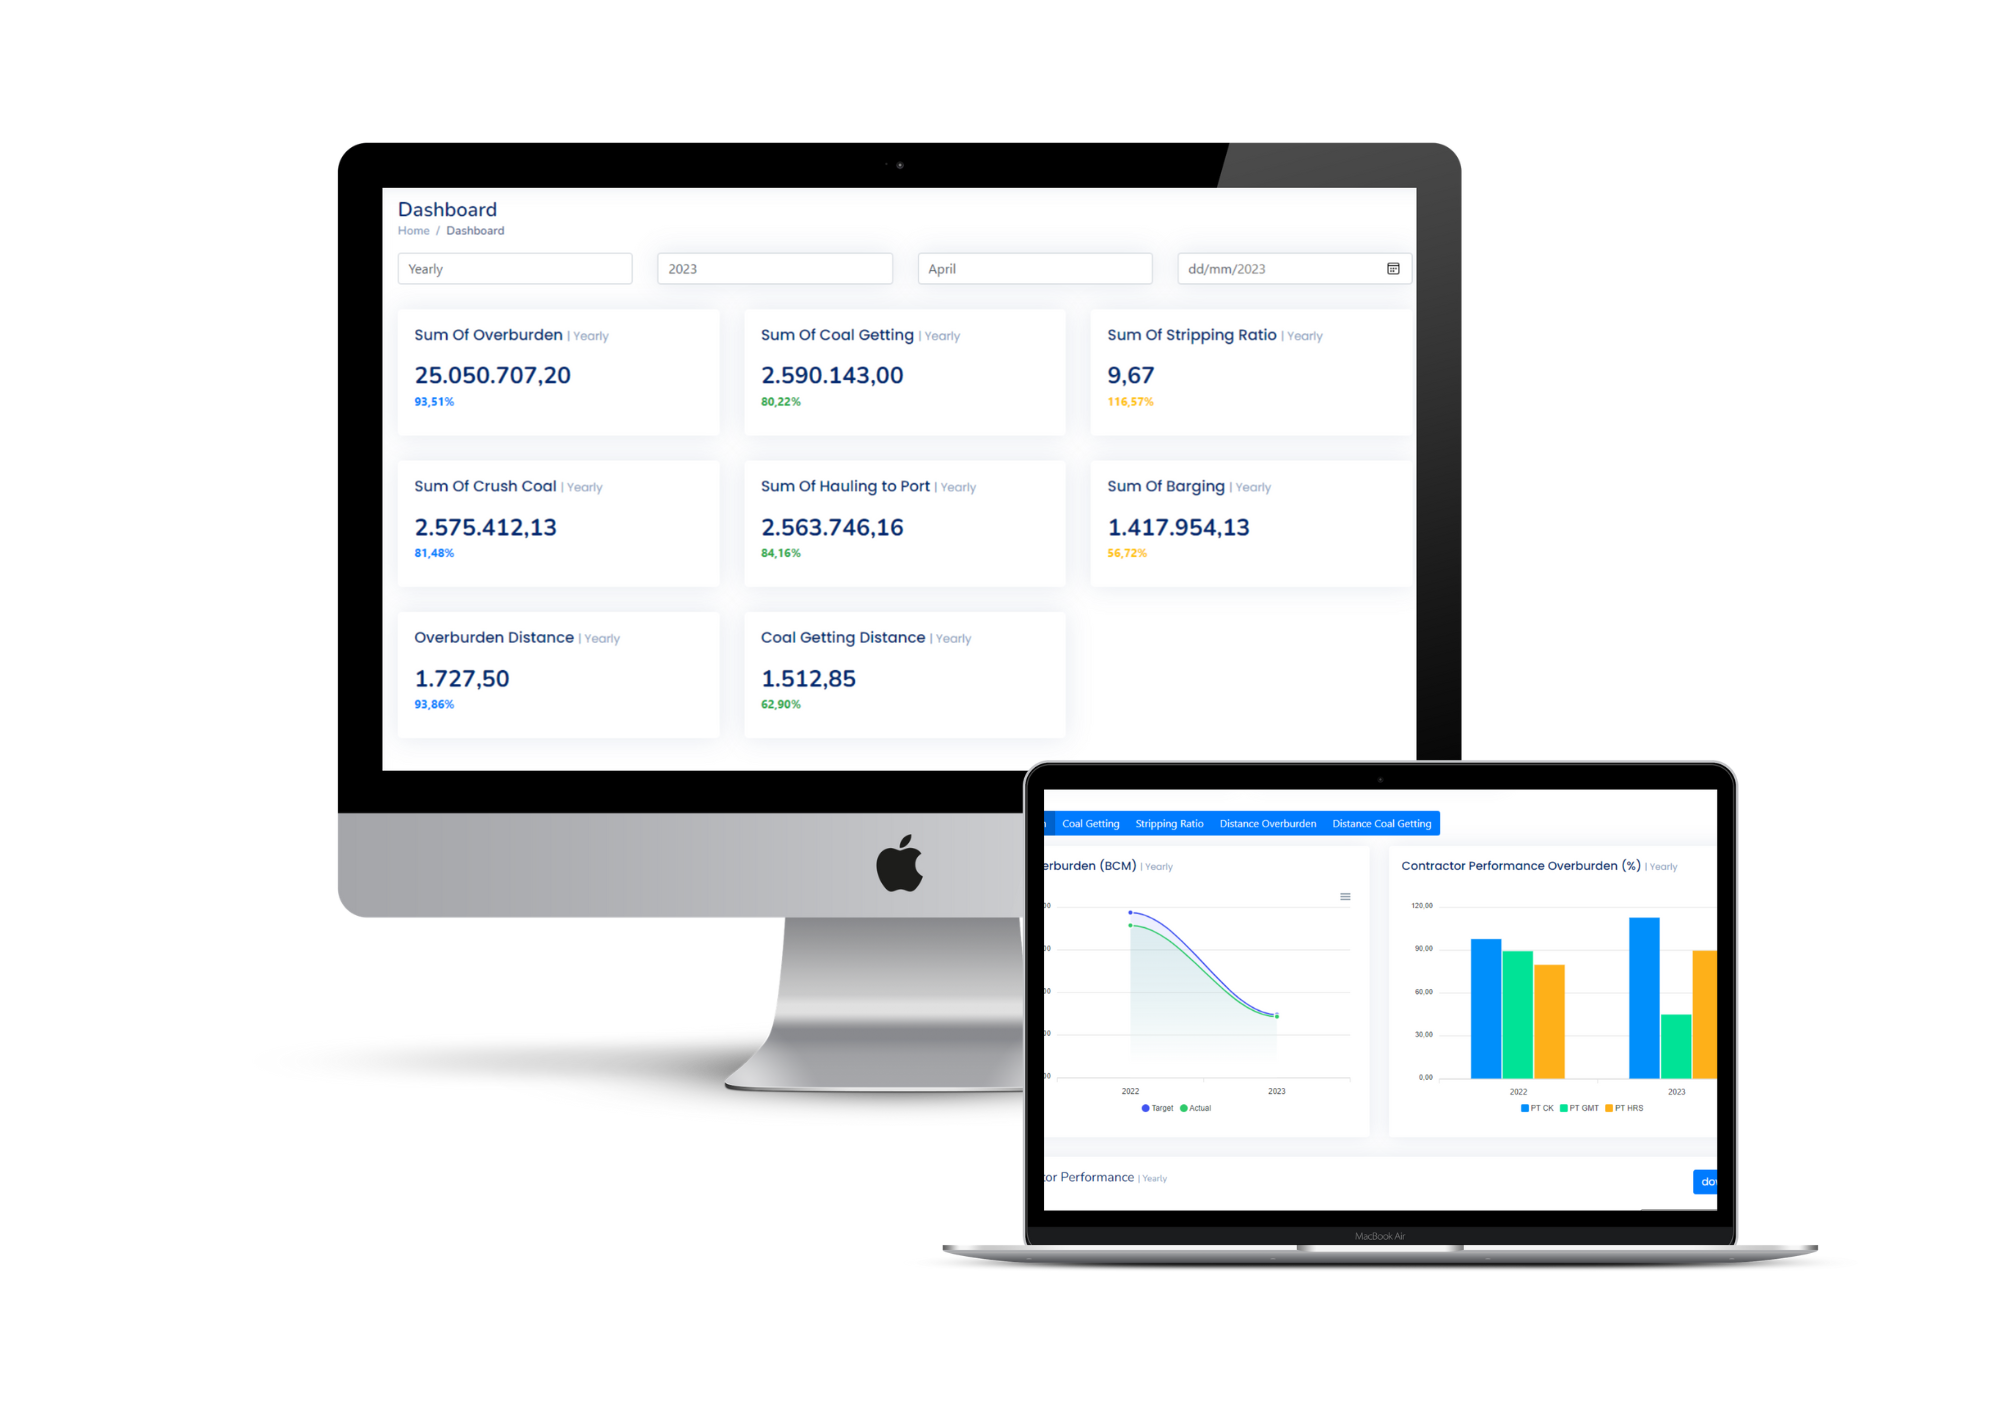 Dashboard
Home / Dashboard
Yearly 2023 April dd/mm/2023
Sum Of Overburden | Yearly
25.050.707,20
93,51%
Sum Of Coal Getting | Yearly
2.590.143,00
80,22%
Sum Of Stripping Ratio | Yearly
9,67
116,57%
Sum Of Crush Coal | Yearly
2.575.412,13
81,48%
Sum Of Hauling to Port | Yearly
2.563.746,16
84,16%
Sum Of Barging | Yearly
1.417.954,13
56,72%
Overburden Distance | Yearly
1.727,50
93,86%
Coal Getting Distance | Yearly
1.512,85
62,90%
Coal Getting Stripping Ratio Distance Overburden Distance Coal Getting
erburden (BCM) | Yearly
00
00
00
00
00
2022 2023
Target Actual
Contractor Performance Overburden (%) | Yearly
120,00
90,00
60,00
30,00
0,00
2022 2023
PT CK PT GMT PT HRS
tor Performance | Yearly
do
MacBook Air